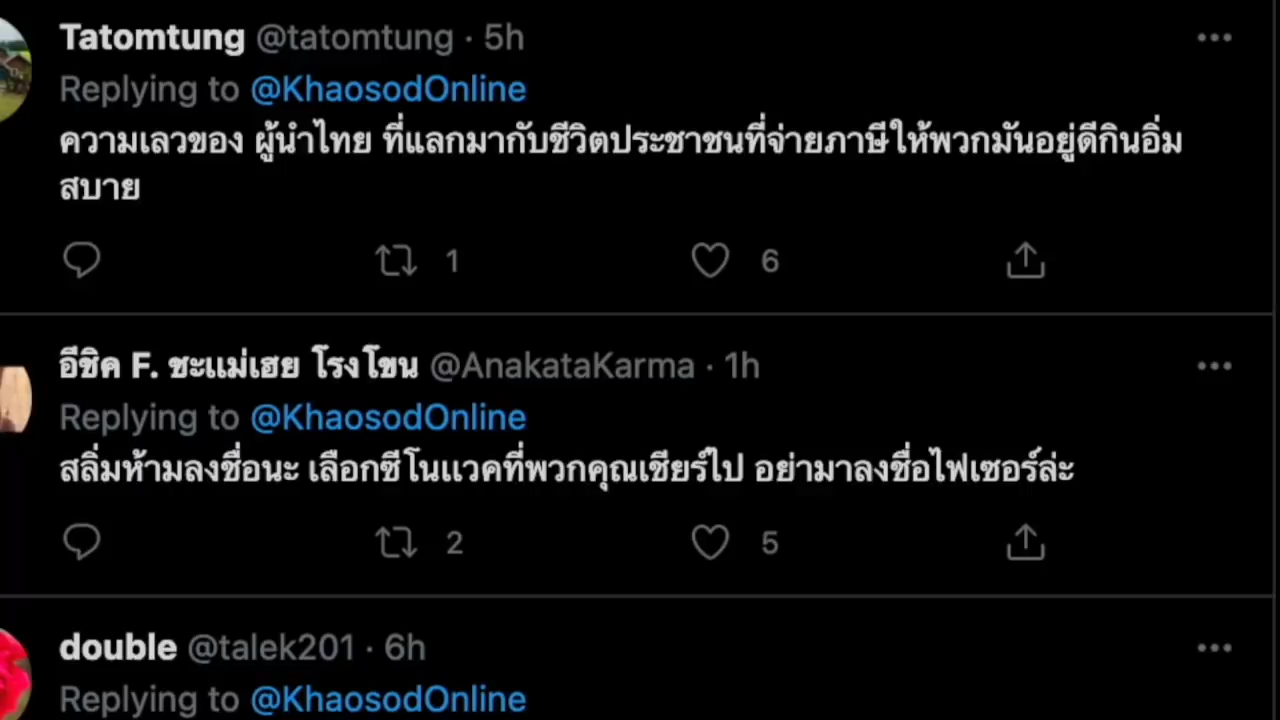 Tatomtung @tatomtung · 5h
Replying to @KhaosodOnline
ความเลวของ ผู้นำไทย ที่แลกมากับชีวิตประชาชนที่จ่ายภาษีให้พวกมันอยู่ดีกินอิ่ม
สบาย
1 6
อีชิค F. ชะแม่เฮย โรงโขน @AnakataKarma · 1h
Replying to @KhaosodOnline
สลิ่มห้ามลงชื่อนะ เลือกซีโนแวคที่พวกคุณเชียร์ไป อย่ามาลงชื่อไฟเซอร์ล่ะ
2 5
double @talek201 · 6h
Replying to @KhaosodOnline